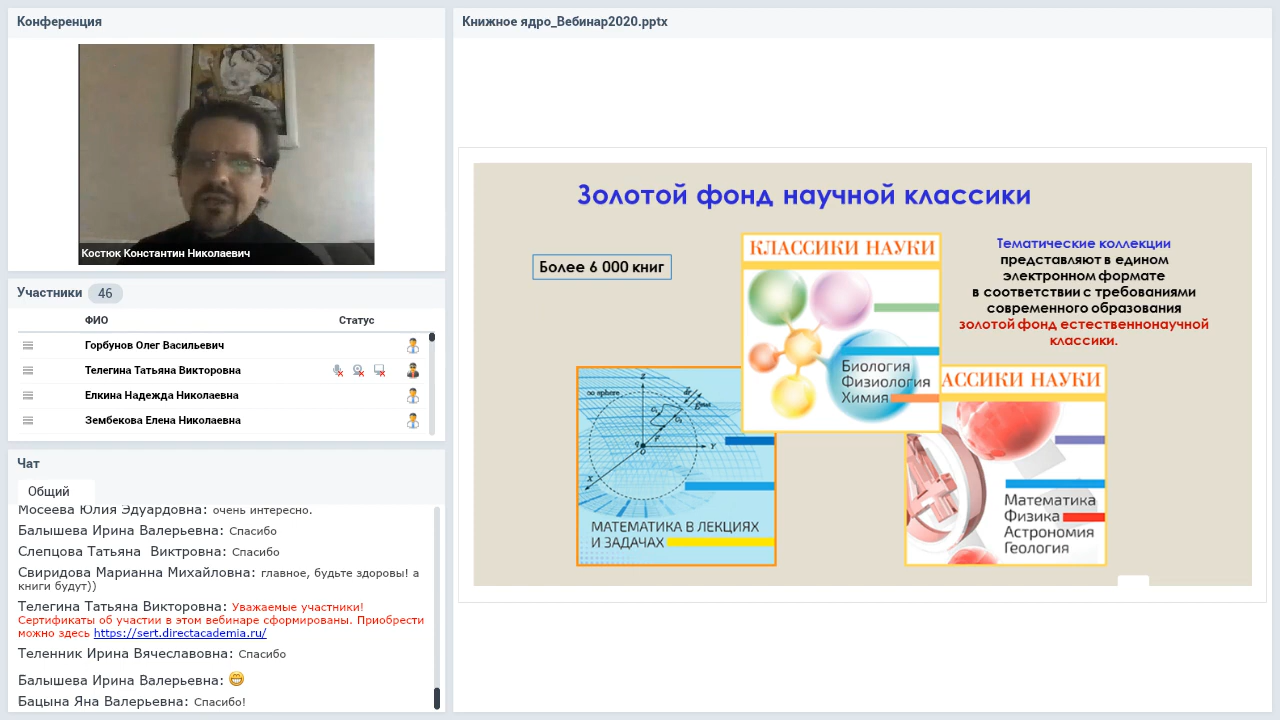 Конференция
Костюк Константин Николаевич
Участники 46
ФИО Статус
Горбунов Олег Васильевич
Телегина Татьяна Викторовна
Елкина Надежда Николаевна
Зембекова Елена Николаевна
Чат
Общий
Мосеева Юлия Эдуардовна: очень интересно.
Балышева Ирина Валерьевна: Спасибо
Слепцова Татьяна Виктровна: Спасибо
Свиридова Марианна Михайловна: главное, будьте здоровы! а
книги будут))
Телегина Татьяна Викторовна: Уважаемые участники!
Сертификаты об участии в этом вебинаре сформированы. Приобрести
можно здесь https://sert.directacademia.ru/
Теленник Ирина Вячеславовна: Спасибо
Балышева Ирина Валерьевна:
Бацына Яна Валерьевна: Спасибо!
Книжное ядро_Вебинар2020.pptx
Золотой фонд научной классики
Более 6 000 книг
КЛАССИКИ НАУКИ
Биология
Физиология
Химия
Тематические коллекции
представляют в едином
электронном формате
в соответствии с требованиями
современного образования
золотой фонд естественнонаучной
классики.
∞ sphere
Z
Y
X
МАТЕМАТИКА В ЛЕКЦИЯХ
И ЗАДАЧАХ
АССИКИ НАУКИ
Математика
Физика
Астрономия
Геология